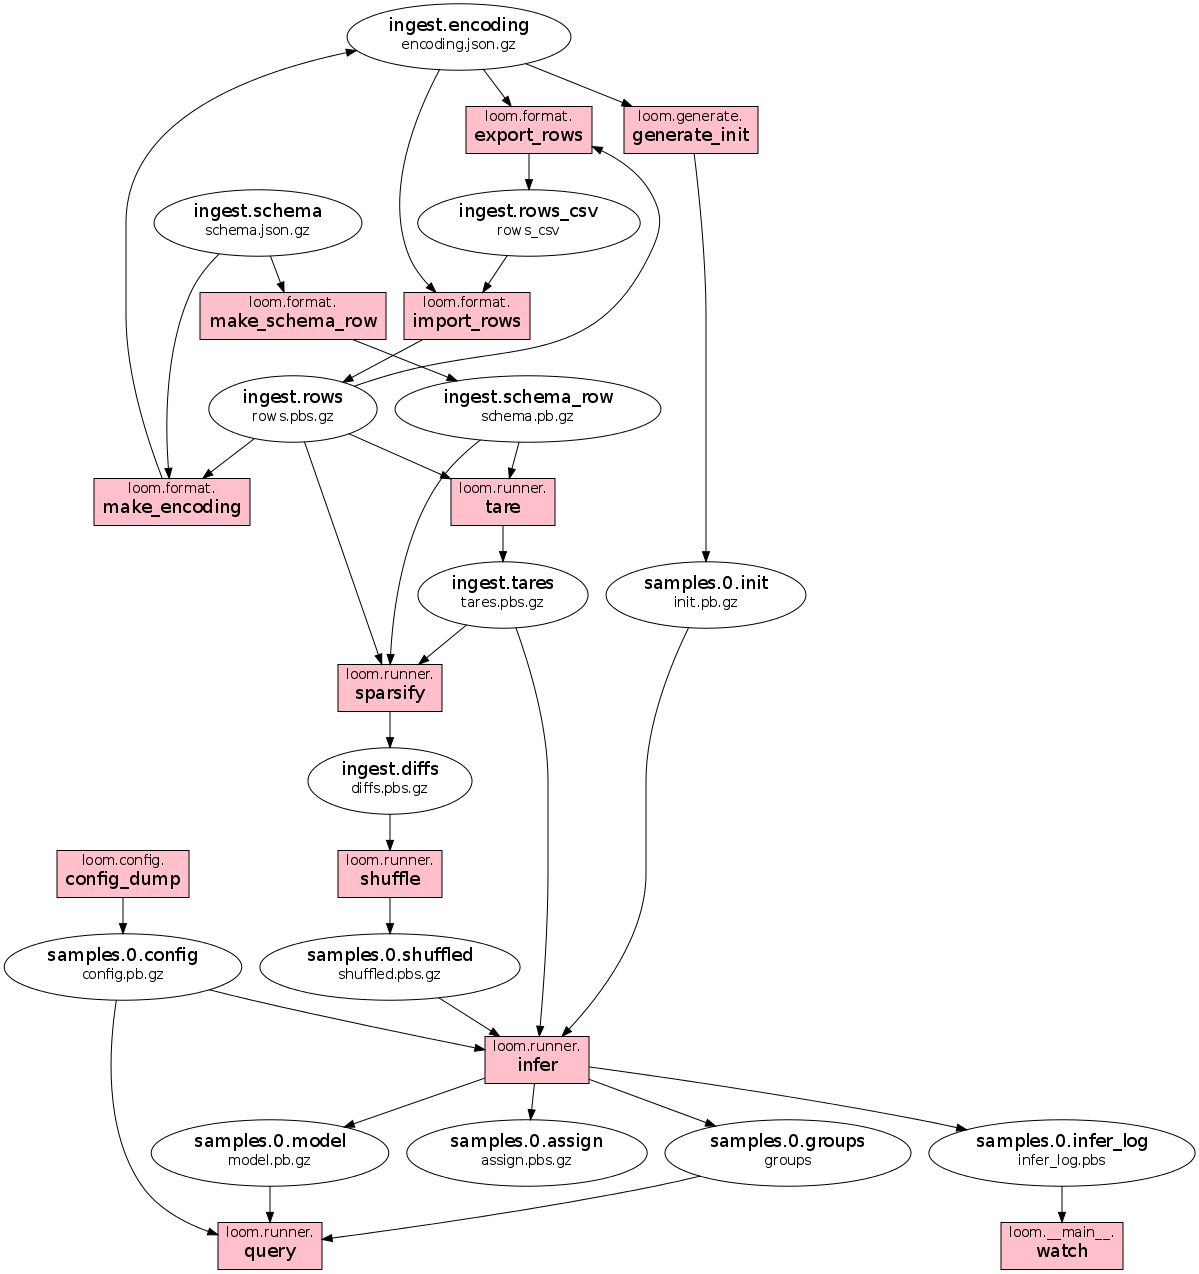 ingest.encoding
encoding.json.gz
loom.format.
export_rows
loom.generate.
generate_init
ingest.schema
schema.json.gz
ingest.rows_csv
rows_csv
loom.format.
make_schema_row
loom.format.
import_rows
ingest.rows
rows.pbs.gz
ingest.schema_row
schema.pb.gz
loom.format.
make_encoding
loom.runner.
tare
ingest.tares
tares.pbs.gz
samples.0.init
init.pb.gz
loom.runner.
sparsify
ingest.diffs
diffs.pbs.gz
loom.config.
config_dump
loom.runner.
shuffle
samples.0.config
config.pb.gz
samples.0.shuffled
shuffled.pbs.gz
loom.runner.
infer
samples.0.model
model.pb.gz
samples.0.assign
assign.pbs.gz
samples.0.groups
groups
samples.0.infer_log
infer_log.pbs
loom.runner.
query
loom.__main__.
watch